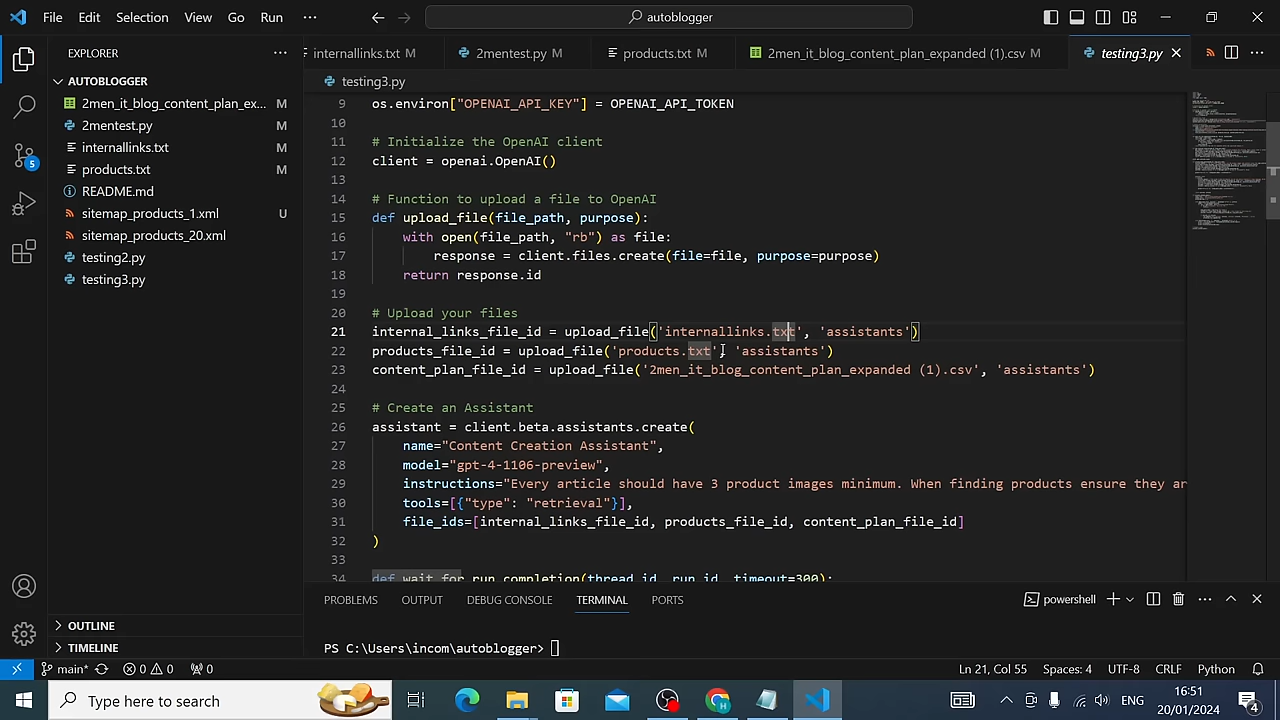 File Edit Selection View Go Run ··· autoblogger
EXPLORER ···
AUTOBLOGGER
2men_it_blog_content_plan_ex... M
2mentest.py M
internallinks.txt M
products.txt M
README.md
sitemap_products_1.xml U
sitemap_products_20.xml
testing2.py
testing3.py
5
OUTLINE
TIMELINE
internallinks.txt M 2mentest.py M products.txt M 2men_it_blog_content_plan_expanded (1).csv M testing3.py
testing3.py
9 os.environ["OPENAI_API_KEY"] = OPENAI_API_TOKEN
10
11 # Initialize the OpenAI client
12 client = openai.OpenAI()
13
14 # Function to upload a file to OpenAI
15 def upload_file(file_path, purpose):
16 with open(file_path, "rb") as file:
17 response = client.files.create(file=file, purpose=purpose)
18 return response.id
19
20 # Upload your files
21 internal_links_file_id = upload_file('internallinks.txt', 'assistants')
22 products_file_id = upload_file('products.txt', 'assistants')
23 content_plan_file_id = upload_file('2men_it_blog_content_plan_expanded (1).csv', 'assistants')
24
25 # Create an Assistant
26 assistant = client.beta.assistants.create(
27 name="Content Creation Assistant",
28 model="gpt-4-1106-preview",
29 instructions="Every article should have 3 product images minimum. When finding products ensure they ar
30 tools=[{"type": "retrieval"}],
31 file_ids=[internal_links_file_id, products_file_id, content_plan_file_id]
32 )
33
34 def wait_for_run_completion(thread_id, run_id, timeout=300):
PROBLEMS OUTPUT DEBUG CONSOLE TERMINAL PORTS powershell
PS C:\Users\incom\autoblogger>
main* 0 0 0 Ln 21, Col 55 Spaces: 4 UTF-8 CRLF Python
Type here to search ENG 16:51 20/01/2024 4